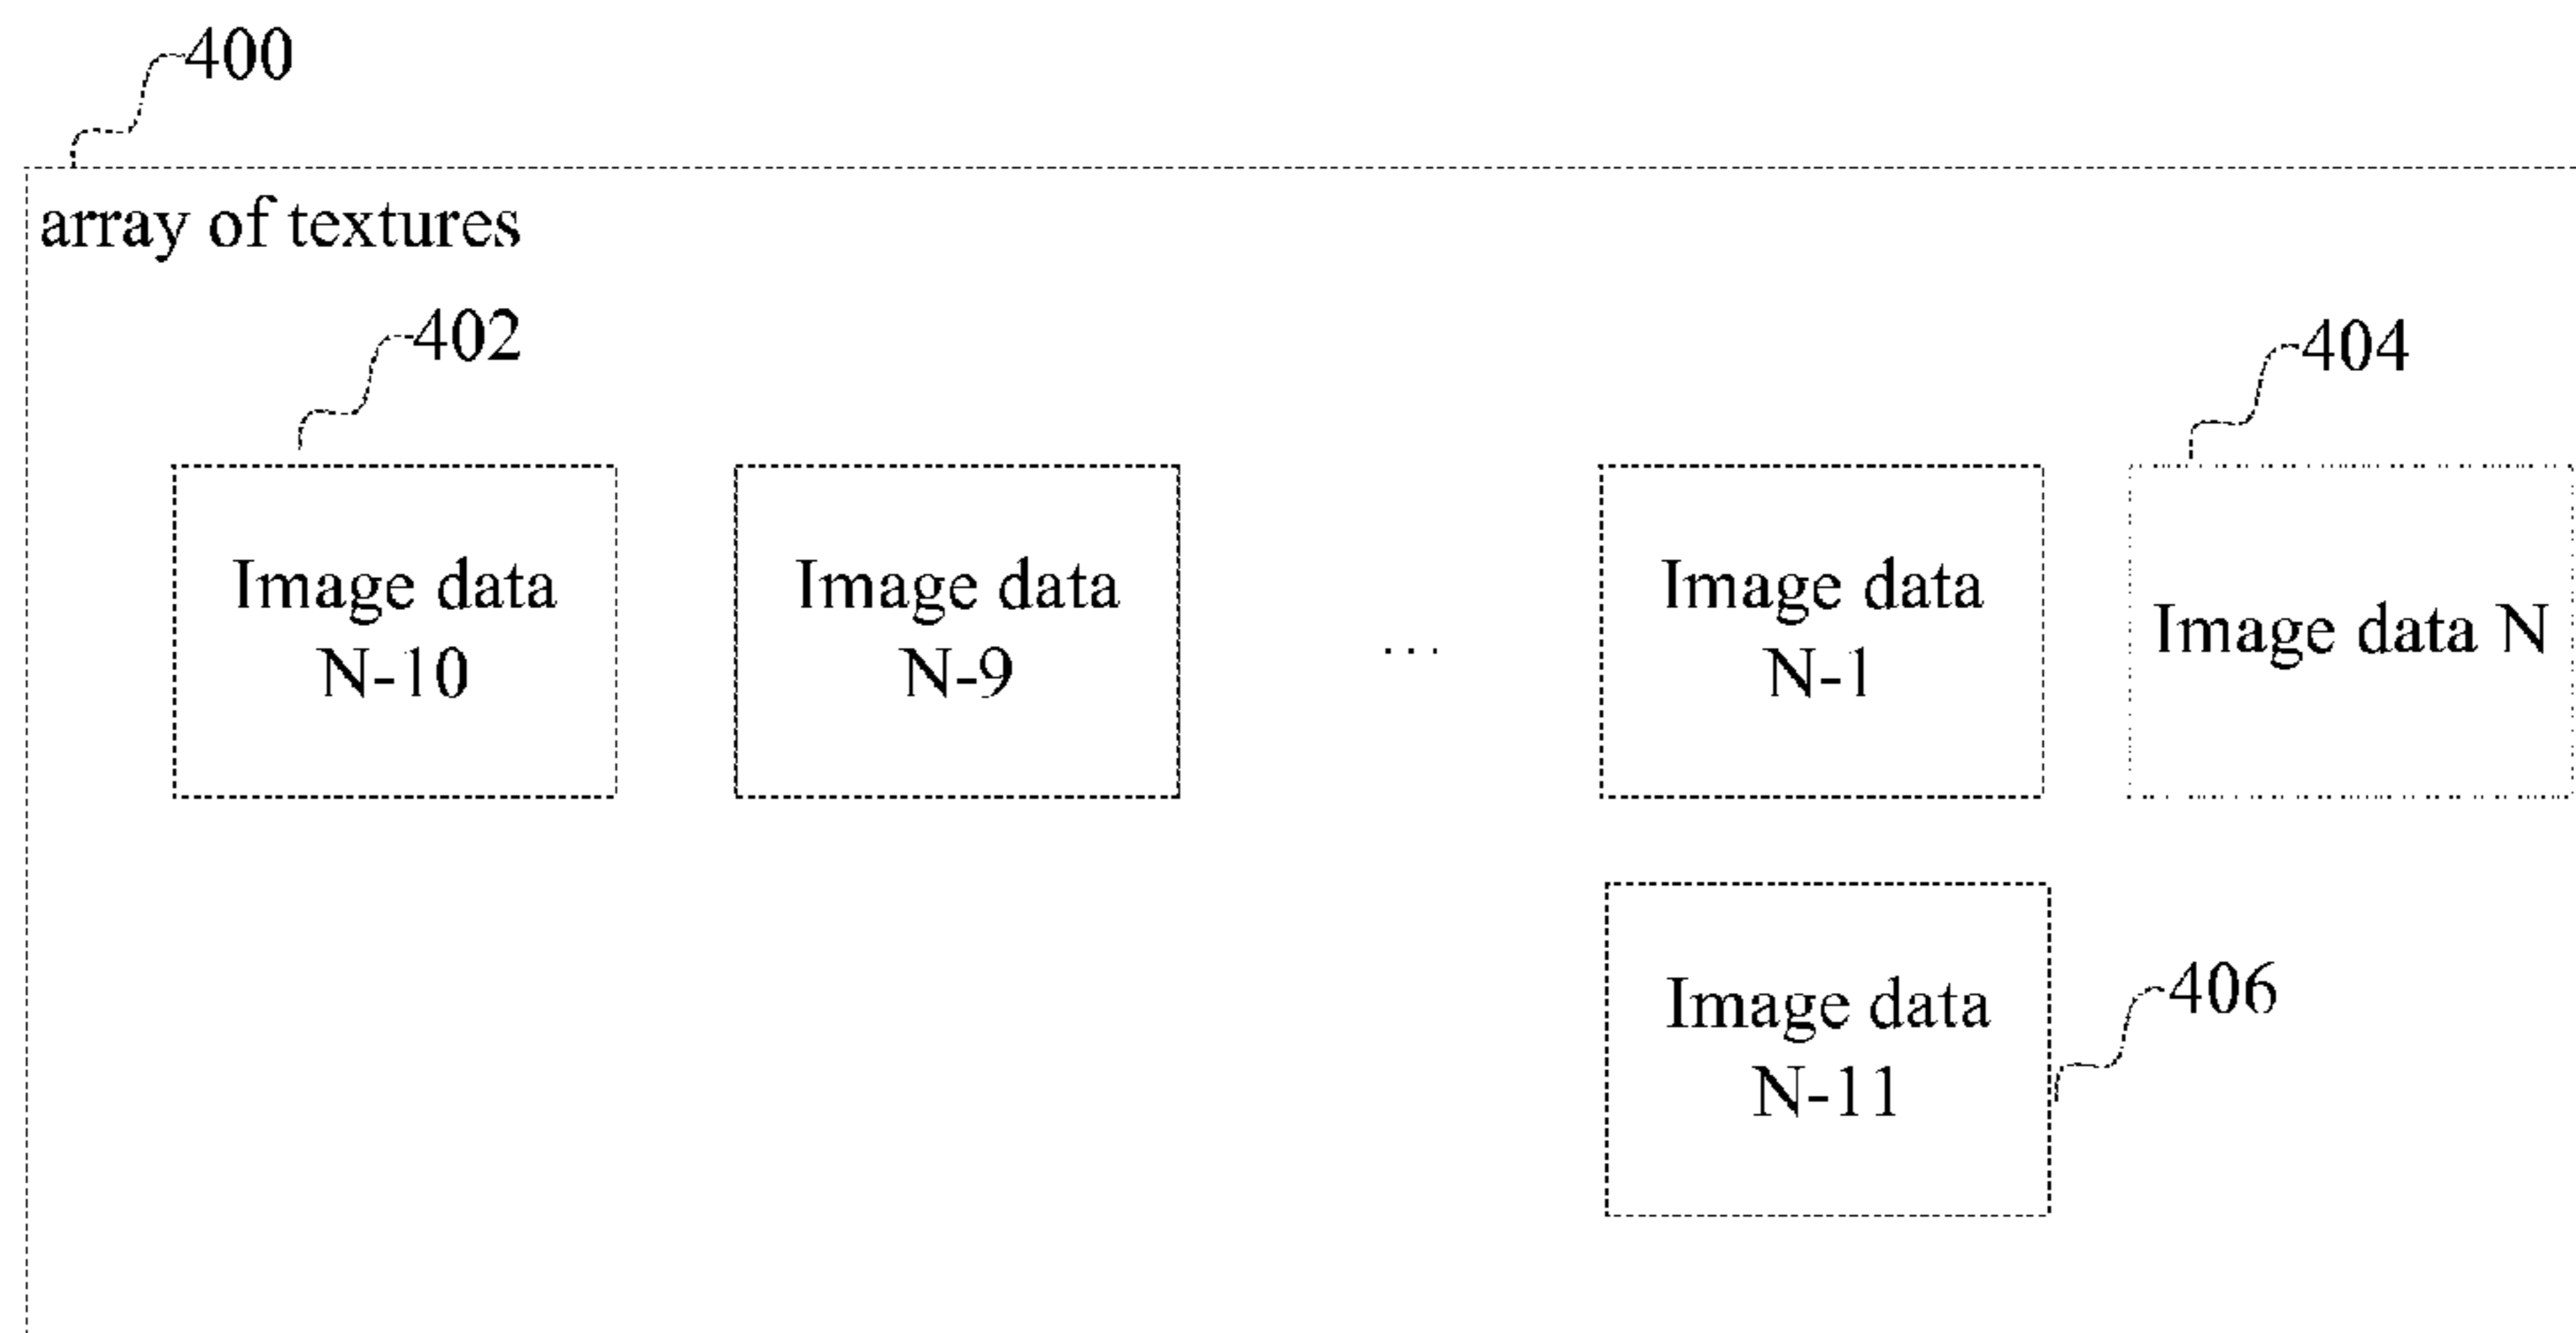 400
array of textures
402
404
Image data
N-10
Image data
N-9
...
Image data
N-1
Image data N
Image data
N-11
406